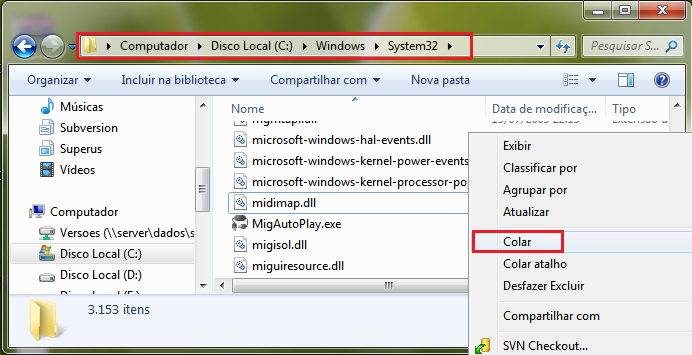 Computador ▸ Disco Local (C:) ▸ Windows ▸ System32 ▸
Pesquisar S...
Organizar Incluir na biblioteca Compartilhar com Nova pasta
Músicas
Subversion
Superus
Vídeos
Computador
Versoes (\\server\dados\s
Disco Local (C:)
Disco Local (D:)
Nome Data de modificaç... Tipo
microsoft-windows-hal-events.dll
microsoft-windows-kernel-power-events
microsoft-windows-kernel-processor-po
midimap.dll
MigAutoPlay.exe
migisol.dll
miguiresource.dll
3.153 itens
Exibir
Classificar por
Agrupar por
Atualizar
Colar
Colar atalho
Desfazer Excluir
Compartilhar com
SVN Checkout...